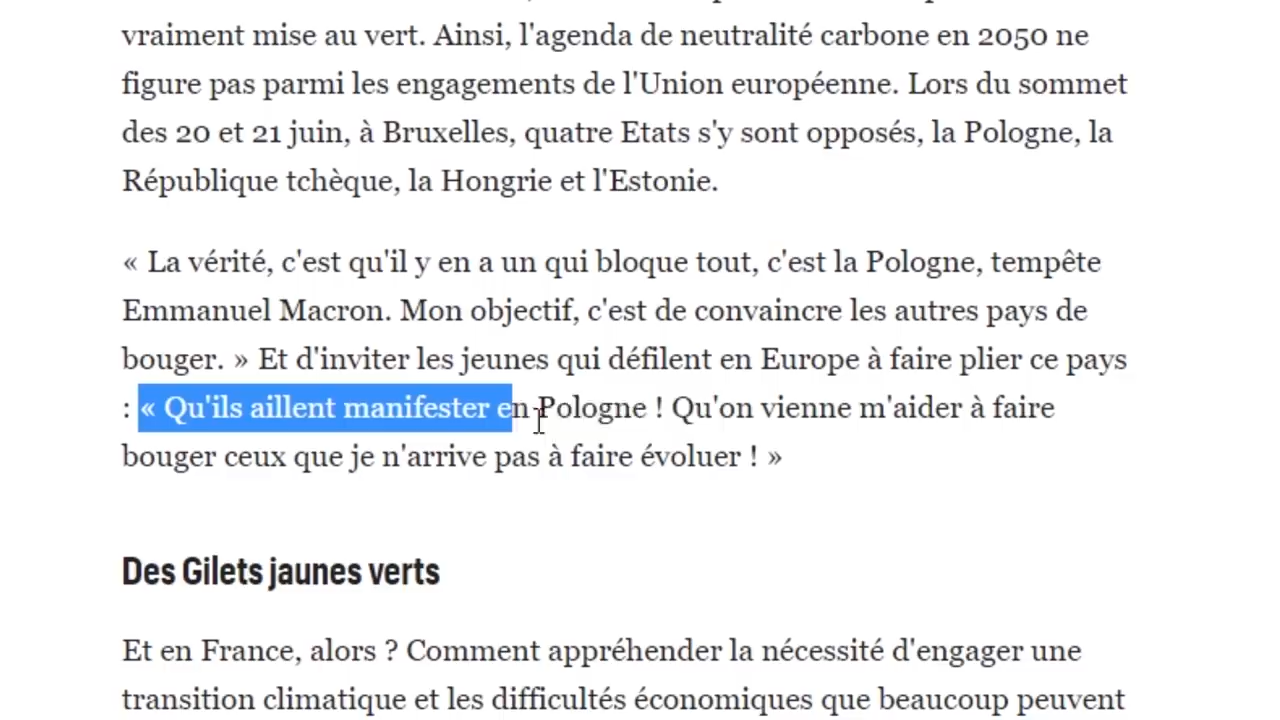 vraiment mise au vert. Ainsi, l'agenda de neutralité carbone en 2050 ne
figure pas parmi les engagements de l'Union européenne. Lors du sommet
des 20 et 21 juin, à Bruxelles, quatre Etats s'y sont opposés, la Pologne, la
République tchèque, la Hongrie et l'Estonie.
« La vérité, c'est qu'il y en a un qui bloque tout, c'est la Pologne, tempête
Emmanuel Macron. Mon objectif, c'est de convaincre les autres pays de
bouger. » Et d'inviter les jeunes qui défilent en Europe à faire plier ce pays
: « Qu'ils aillent manifester en Pologne ! Qu'on vienne m'aider à faire
bouger ceux que je n'arrive pas à faire évoluer ! »
Des Gilets jaunes verts
Et en France, alors ? Comment appréhender la nécessité d'engager une
transition climatique et les difficultés économiques que beaucoup peuvent